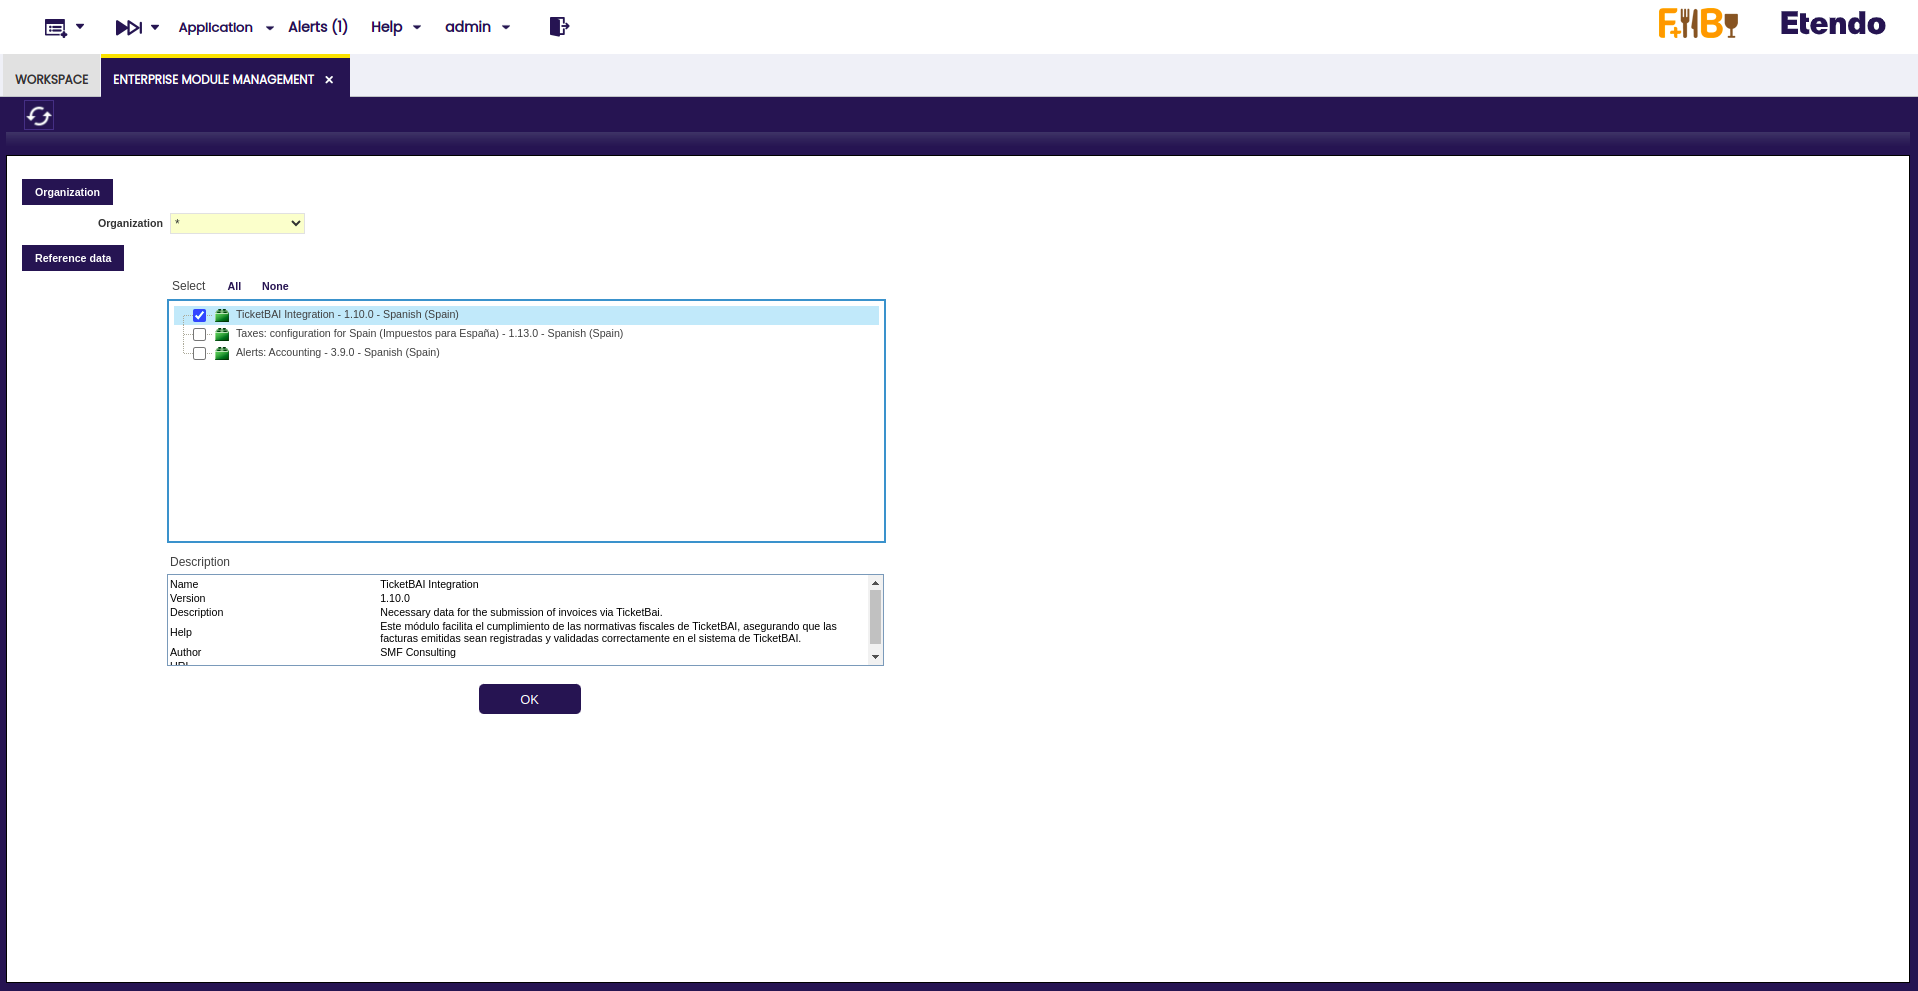 Application
Alerts (1)
Help
admin
F+B
Etendo
WORKSPACE
ENTERPRISE MODULE MANAGEMENT
Organization
Organization *
Reference data
Select All None
TicketBAI Integration - 1.10.0 - Spanish (Spain)
Taxes: configuration for Spain (Impuestos para España) - 1.13.0 - Spanish (Spain)
Alerts: Accounting - 3.9.0 - Spanish (Spain)
Description
Name TicketBAI Integration
Version 1.10.0
Description Necessary data for the submission of invoices via TicketBai.
Help Este módulo facilita el cumplimiento de las normativas fiscales de TicketBAI, asegurando que las
facturas emitidas sean registradas y validadas correctamente en el sistema de TicketBAI.
Author SMF Consulting
URL
OK